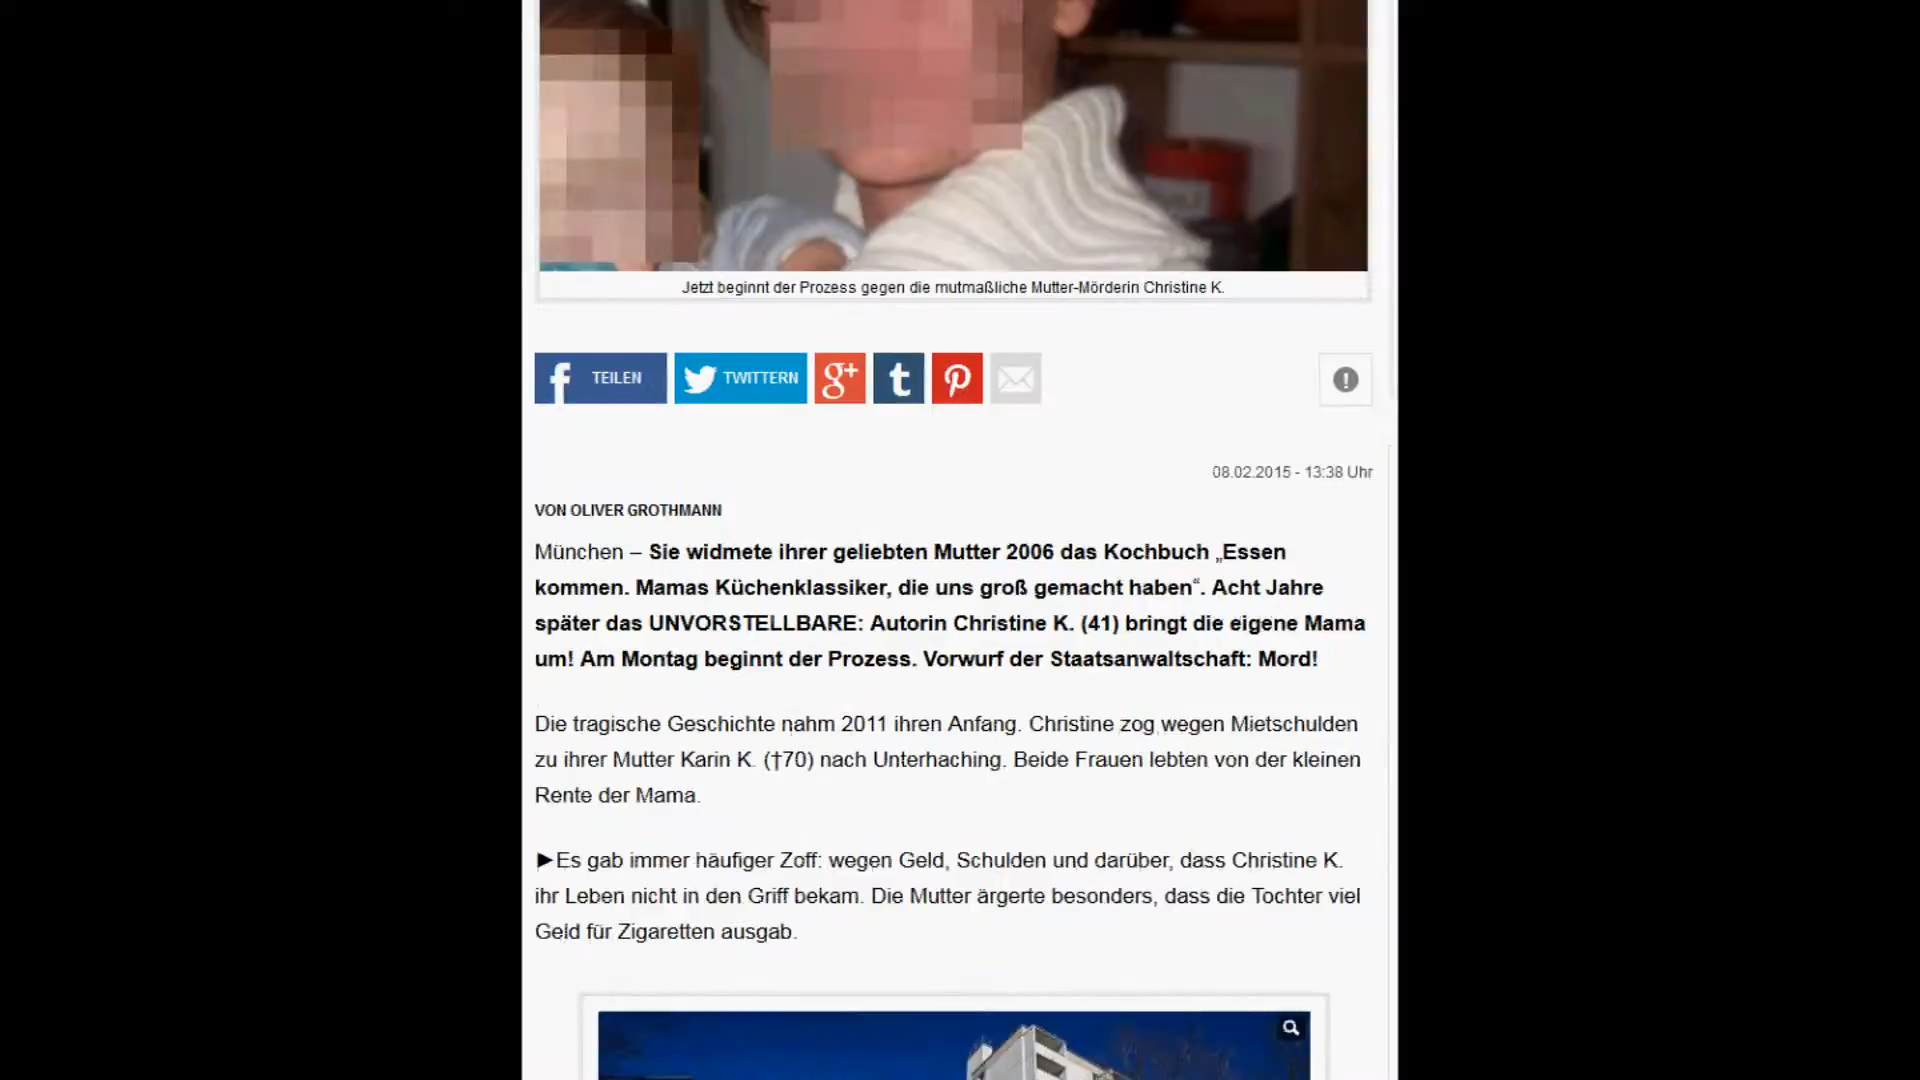 Jetzt beginnt der Prozess gegen die mutmaßliche Mutter-Mörderin Christine K.
TEILEN
TWITTERN
08.02.2015 - 13:38 Uhr
VON OLIVER GROTHMANN
München – Sie widmete ihrer geliebten Mutter 2006 das Kochbuch „Essen
kommen. Mamas Küchenklassiker, die uns groß gemacht haben“. Acht Jahre
später das UNVORSTELLBARE: Autorin Christine K. (41) bringt die eigene Mama
um! Am Montag beginnt der Prozess. Vorwurf der Staatsanwaltschaft: Mord!
Die tragische Geschichte nahm 2011 ihren Anfang. Christine zog wegen Mietschulden
zu ihrer Mutter Karin K. (†70) nach Unterhaching. Beide Frauen lebten von der kleinen
Rente der Mama.
►Es gab immer häufiger Zoff: wegen Geld, Schulden und darüber, dass Christine K.
ihr Leben nicht in den Griff bekam. Die Mutter ärgerte besonders, dass die Tochter viel
Geld für Zigaretten ausgab.